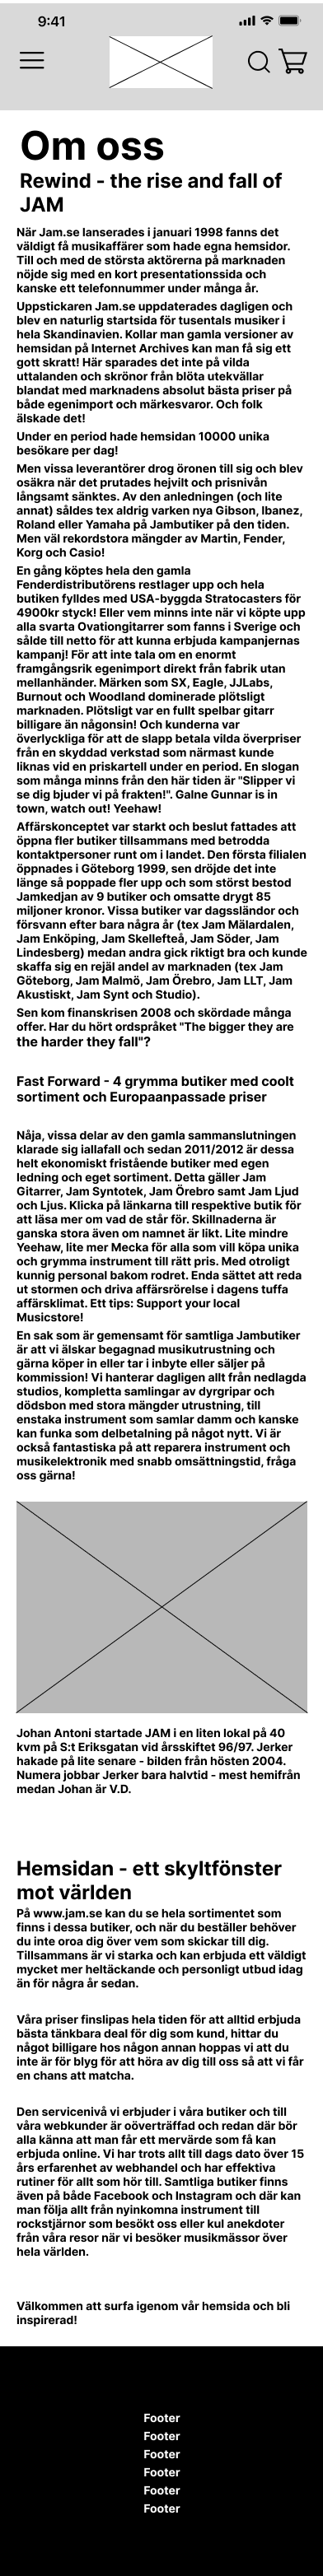 9:41
Om oss
Rewind - the rise and fall of
JAM
När Jam.se lanserades i januari 1998 fanns det
väldigt få musikaffärer som hade egna hemsidor.
Till och med de största aktörerna på marknaden
nöjde sig med en kort presentationssida och
kanske ett telefonnummer under många år.
Uppstickaren Jam.se uppdaterades dagligen och
blev en naturlig startsida för tusentals musiker i
hela Skandinavien. Kollar man gamla versioner av
hemsidan på Internet Archives kan man få sig ett
gott skratt! Här sparades det inte på vilda
uttalanden och skrönor från blöta utekvällar
blandat med marknadens absolut bästa priser på
både egenimport och märkesvaror. Och folk
älskade det!
Under en period hade hemsidan 10000 unika
besökare per dag!
Men vissa leverantörer drog öronen till sig och blev
osäkra när det prutades hejvilt och prisnivån
långsamt sänktes. Av den anledningen (och lite
annat) såldes tex aldrig varken nya Gibson, Ibanez,
Roland eller Yamaha på Jambutiker på den tiden.
Men väl rekordstora mängder av Martin, Fender,
Korg och Casio!
En gång köptes hela den gamla
Fenderdistributörens restlager upp och hela
butiken fylldes med USA-byggda Stratocasters för
4900kr styck! Eller vem minns inte när vi köpte upp
alla svarta Ovationgitarrer som fanns i Sverige och
sålde till netto för att kunna erbjuda kampanjernas
kampanj! För att inte tala om en enormt
framgångsrik egenimport direkt från fabrik utan
mellanhänder. Märken som SX, Eagle, JJLabs,
Burnout och Woodland dominerade plötsligt
marknaden. Plötsligt var en fullt spelbar gitarr
billigare än någonsin! Och kunderna var
överlyckliga för att de slapp betala vilda överpriser
från en skyddad verkstad som närmast kunde
liknas vid en priskartell under en period. En slogan
som många minns från den här tiden är "Slipper vi
se dig bjuder vi på frakten!". Galne Gunnar is in
town, watch out! Yeehaw!
Affärskonceptet var starkt och beslut fattades att
öppna fler butiker tillsammans med betrodda
kontaktpersoner runt om i landet. Den första filialen
öppnades i Göteborg 1999, sen dröjde det inte
länge så poppade fler upp och som störst bestod
Jamkedjan av 9 butiker och omsatte drygt 85
miljoner kronor. Vissa butiker var dagssländor och
försvann efter bara några år (tex Jam Mälardalen,
Jam Enköping, Jam Skellefteå, Jam Söder, Jam
Lindesberg) medan andra gick riktigt bra och kunde
skaffa sig en rejäl andel av marknaden (tex Jam
Göteborg, Jam Malmö, Jam Örebro, Jam LLT, Jam
Akustiskt, Jam Synt och Studio).
Sen kom finanskrisen 2008 och skördade många
offer. Har du hört ordspråket "The bigger they are
the harder they fall"?
Fast Forward - 4 grymma butiker med coolt
sortiment och Europaanpassade priser
Nåja, vissa delar av den gamla sammanslutningen
klarade sig iallafall och sedan 2011/2012 är dessa
helt ekonomiskt fristående butiker med egen
ledning och eget sortiment. Detta gäller Jam
Gitarrer, Jam Syntotek, Jam Örebro samt Jam Ljud
och Ljus. Klicka på länkarna till respektive butik för
att läsa mer om vad de står för. Skillnaderna är
ganska stora även om namnet är likt. Lite mindre
Yeehaw, lite mer Mecka för alla som vill köpa unika
och grymma instrument till rätt pris. Med otroligt
kunnig personal bakom rodret. Enda sättet att reda
ut stormen och driva affärsrörelse i dagens tuffa
affärsklimat. Ett tips: Support your local
Musicstore!
En sak som är gemensamt för samtliga Jambutiker
är att vi älskar begagnad musikutrustning och
gärna köper in eller tar i inbyte eller säljer på
kommission! Vi hanterar dagligen allt från nedlagda
studios, kompletta samlingar av dyrgripar och
dödsbon med stora mängder utrustning, till
enstaka instrument som samlar damm och kanske
kan funka som delbetalning på något nytt. Vi är
också fantastiska på att reparera instrument och
musikelektronik med snabb omsättningstid, fråga
oss gärna!
Johan Antoni startade JAM i en liten lokal på 40
kvm på S:t Eriksgatan vid årsskiftet 96/97. Jerker
hakade på lite senare - bilden från hösten 2004.
Numera jobbar Jerker bara halvtid - mest hemifrån
medan Johan är V.D.
Hemsidan - ett skyltfönster
mot världen
På www.jam.se kan du se hela sortimentet som
finns i dessa butiker, och när du beställer behöver
du inte oroa dig över vem som skickar till dig.
Tillsammans är vi starka och kan erbjuda ett väldigt
mycket mer heltäckande och personligt utbud idag
än för några år sedan.
Våra priser finslipas hela tiden för att alltid erbjuda
bästa tänkbara deal för dig som kund, hittar du
något billigare hos någon annan hoppas vi att du
inte är för blyg för att höra av dig till oss så att vi får
en chans att matcha.
Den servicenivå vi erbjuder i våra butiker och till
våra webkunder är oöverträffad och redan där bör
alla känna att man får ett mervärde som få kan
erbjuda online. Vi har trots allt till dags dato över 15
års erfarenhet av webhandel och har effektiva
rutiner för allt som hör till. Samtliga butiker finns
även på både Facebook och Instagram och där kan
man följa allt från nyinkomna instrument till
rockstjärnor som besökt oss eller kul anekdoter
från våra resor när vi besöker musikmässor över
hela världen.
Välkommen att surfa igenom vår hemsida och bli
inspirerad!
Footer
Footer
Footer
Footer
Footer
Footer